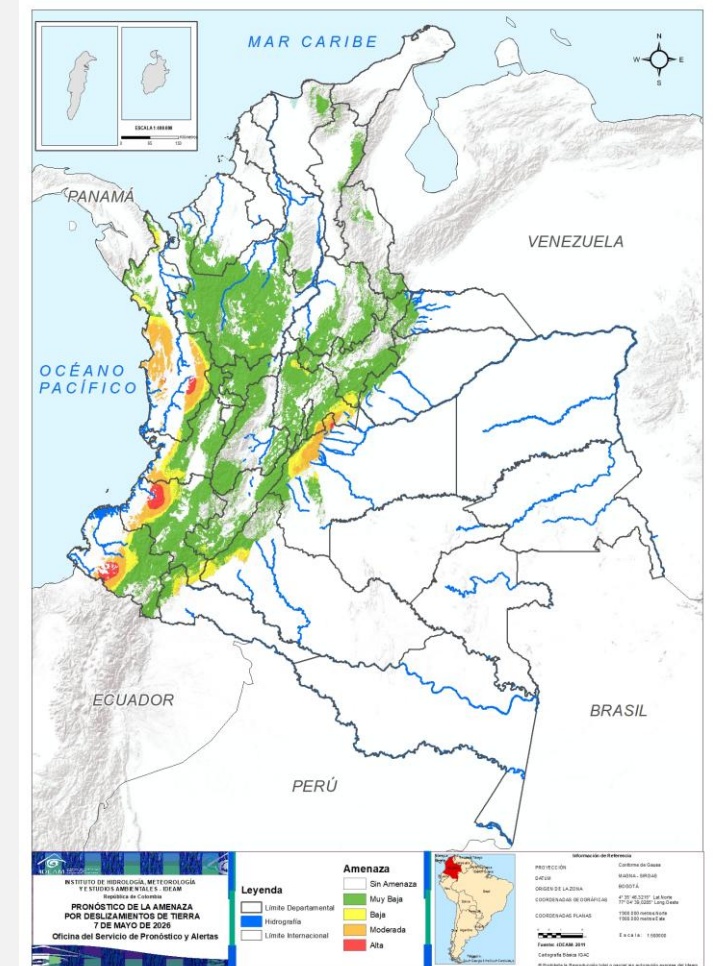 MAR CARIBE
N
W
E
S
ESCALA 1:800.000
PANAMÁ
VENEZUELA
OCÉANO
PACÍFICO
ECUADOR
BRASIL
PERÚ
IDEAM
INSTITUTO DE HIDROLOGÍA, METEOROLOGÍA
Y ESTUDIOS AMBIENTALES - IDEAM
República de Colombia
PRONÓSTICO DE LA AMENAZA
POR DESLIZAMIENTOS DE TIERRA
7 DE MAYO DE 2026
Oficina del Servicio de Pronóstico y Alertas
Leyenda
Límite Departamental
Hidrografía
Límite Internacional
Amenaza
Sin Amenaza
Muy Baja
Baja
Moderada
Alta
Información de Referencia
PROYECCIÓN Conforme de Gauss
DATUM MAGNA - SIRGAS
ORIGEN DE LA ZONA BOGOTÁ
COORDENADAS GEOGRÁFICAS
COORDENADAS PLANAS
Escala:
Fuente: IDEAM. 2011
Cartografía Básica: IGAC